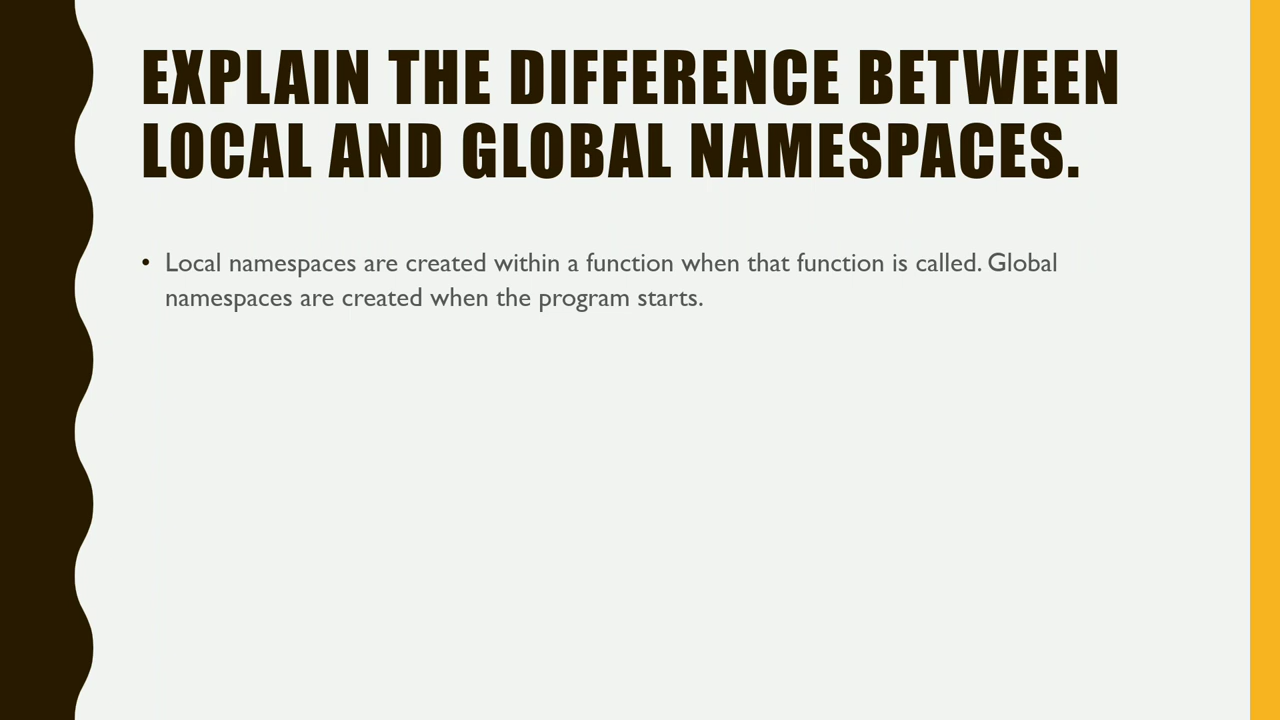 EXPLAIN THE DIFFERENCE BETWEEN
LOCAL AND GLOBAL NAMESPACES.
• Local namespaces are created within a function when that function is called. Global
namespaces are created when the program starts.